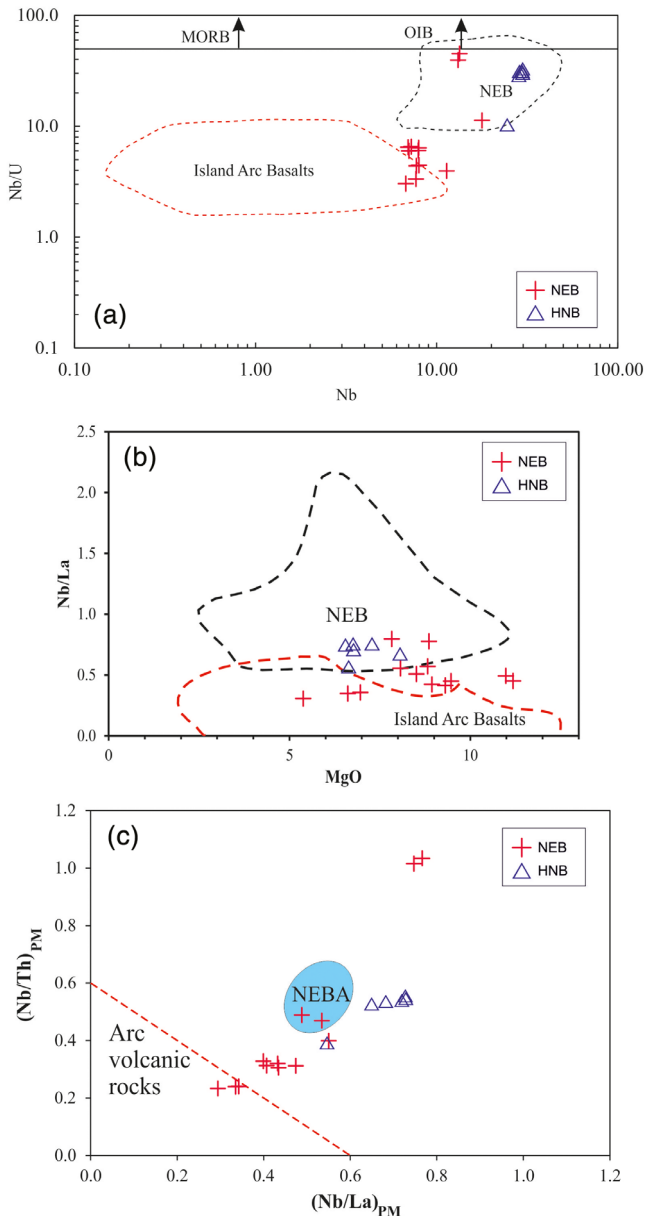 100.0
MORB
OIB
NEB
10.0
Island Arc Basalts
Nb/U
1.0
NEB
HNB
(a)
0.1
0.10
1.00
10.00
100.00
Nb
2.5
(b)
NEB
HNB
2.0
1.5
Nb/La
1.0
NEB
0.5
Island Arc Basalts
0.0
0
5
10
MgO
1.2
(c)
NEB
HNB
1.0
0.8
(Nb/Th)PM
0.6
NEBA
0.4
Arc
volcanic
rocks
0.2
0.0
0.0
0.2
0.4
0.6
0.8
1.0
1.2
(Nb/La)PM